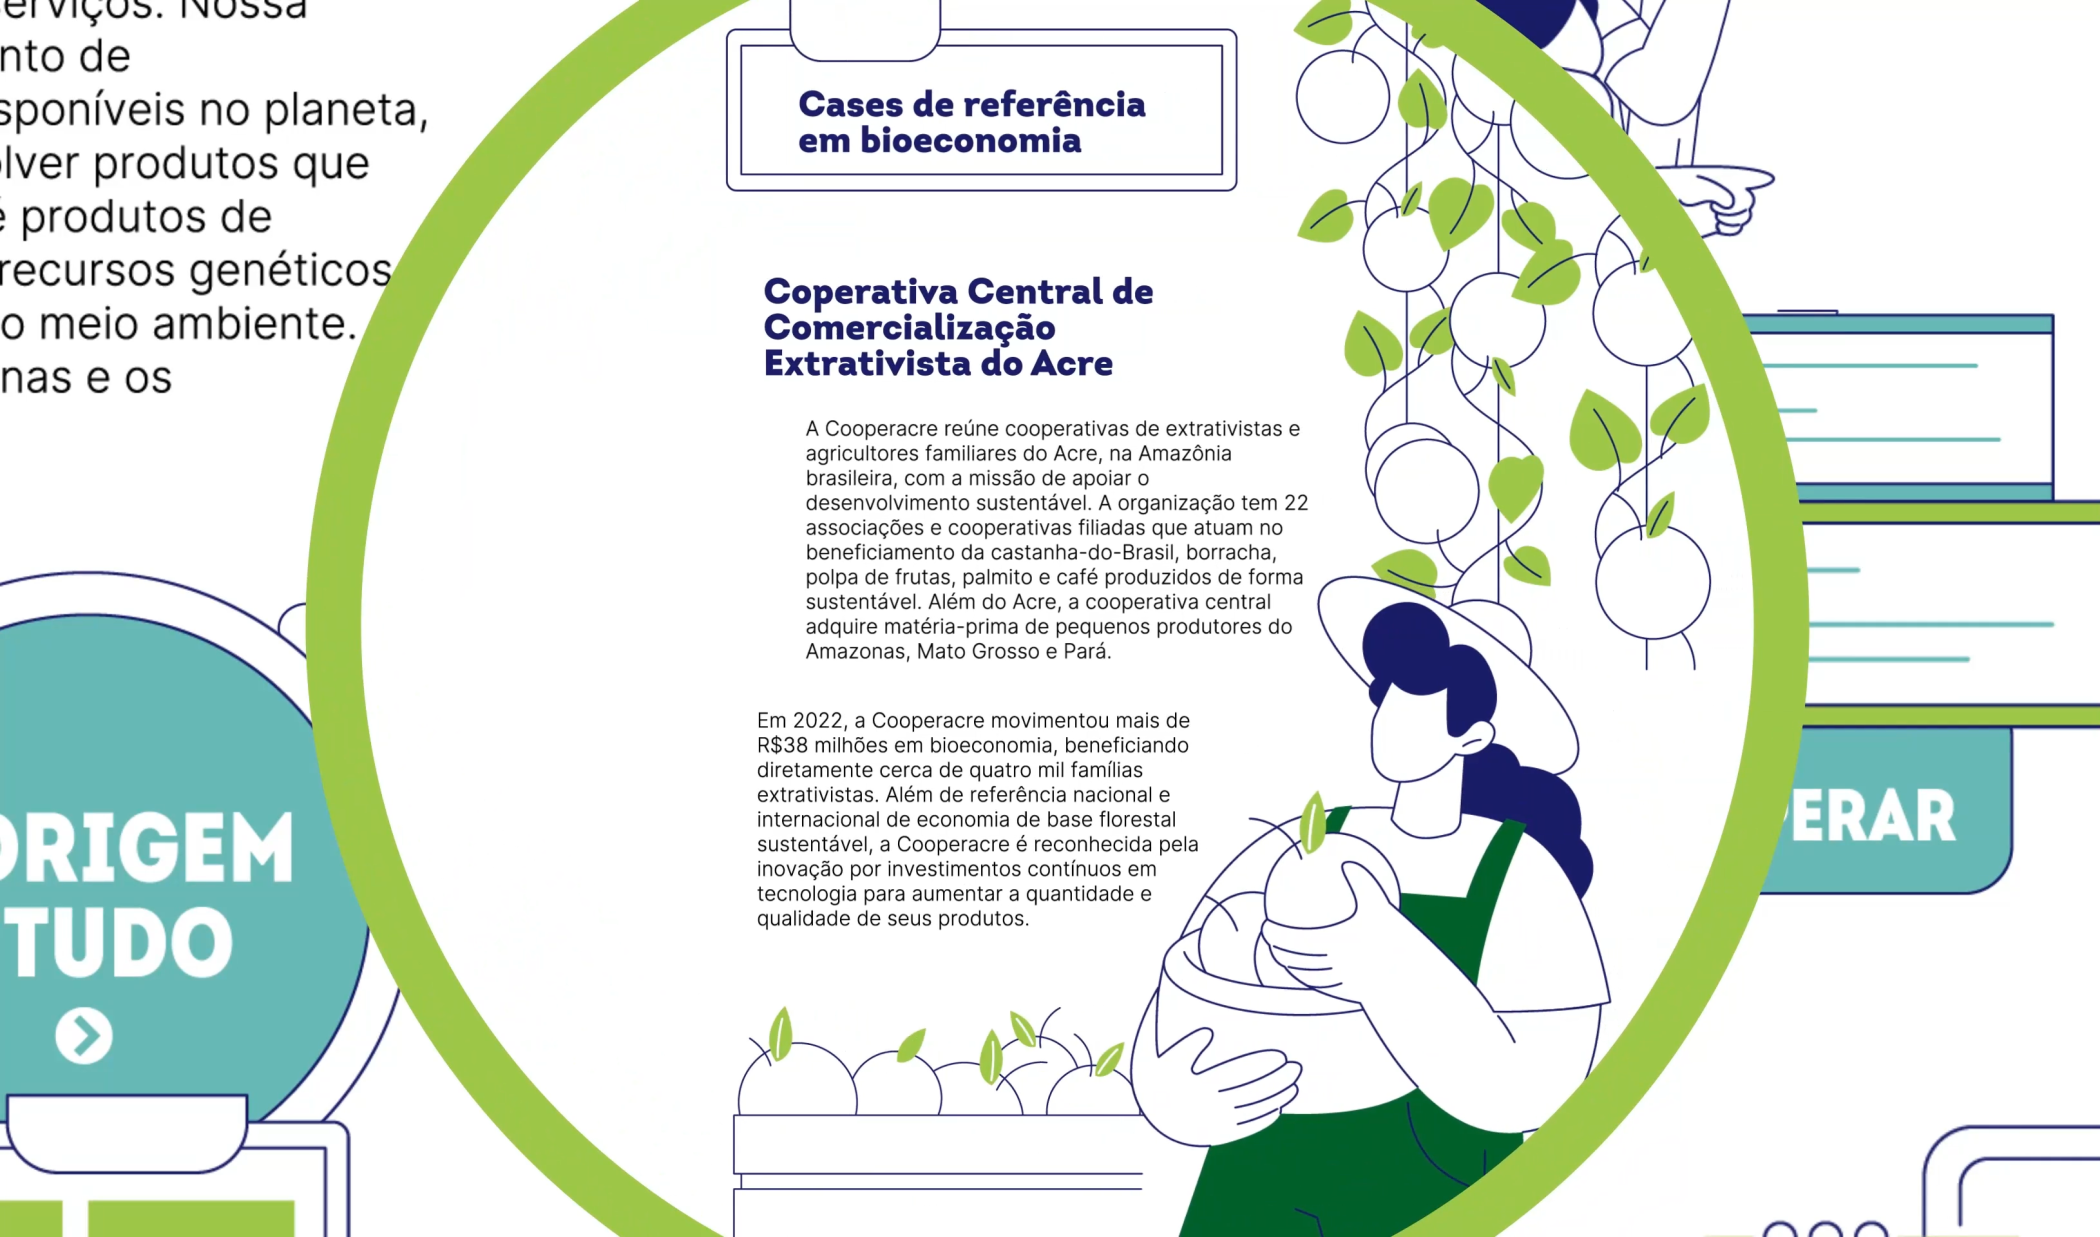 serviços. Nossa
nto de
sponíveis no planeta,
olver produtos que
é produtos de
recursos genéticos
o meio ambiente.
nas e os
Cases de referência
em bioeconomia
Coperativa Central de
Comercialização
Extrativista do Acre
A Cooperacre reúne cooperativas de extrativistas e
agricultores familiares do Acre, na Amazônia
brasileira, com a missão de apoiar o
desenvolvimento sustentável. A organização tem 22
associações e cooperativas filiadas que atuam no
beneficiamento da castanha-do-Brasil, borracha,
polpa de frutas, palmito e café produzidos de forma
sustentável. Além do Acre, a cooperativa central
adquire matéria-prima de pequenos produtores do
Amazonas, Mato Grosso e Pará.
Em 2022, a Cooperacre movimentou mais de
R$38 milhões em bioeconomia, beneficiando
diretamente cerca de quatro mil famílias
extrativistas. Além de referência nacional e
internacional de economia de base florestal
sustentável, a Cooperacre é reconhecida pela
inovação por investimentos contínuos em
tecnologia para aumentar a quantidade e
qualidade de seus produtos.
ORIGEM
TUDO
PERAR